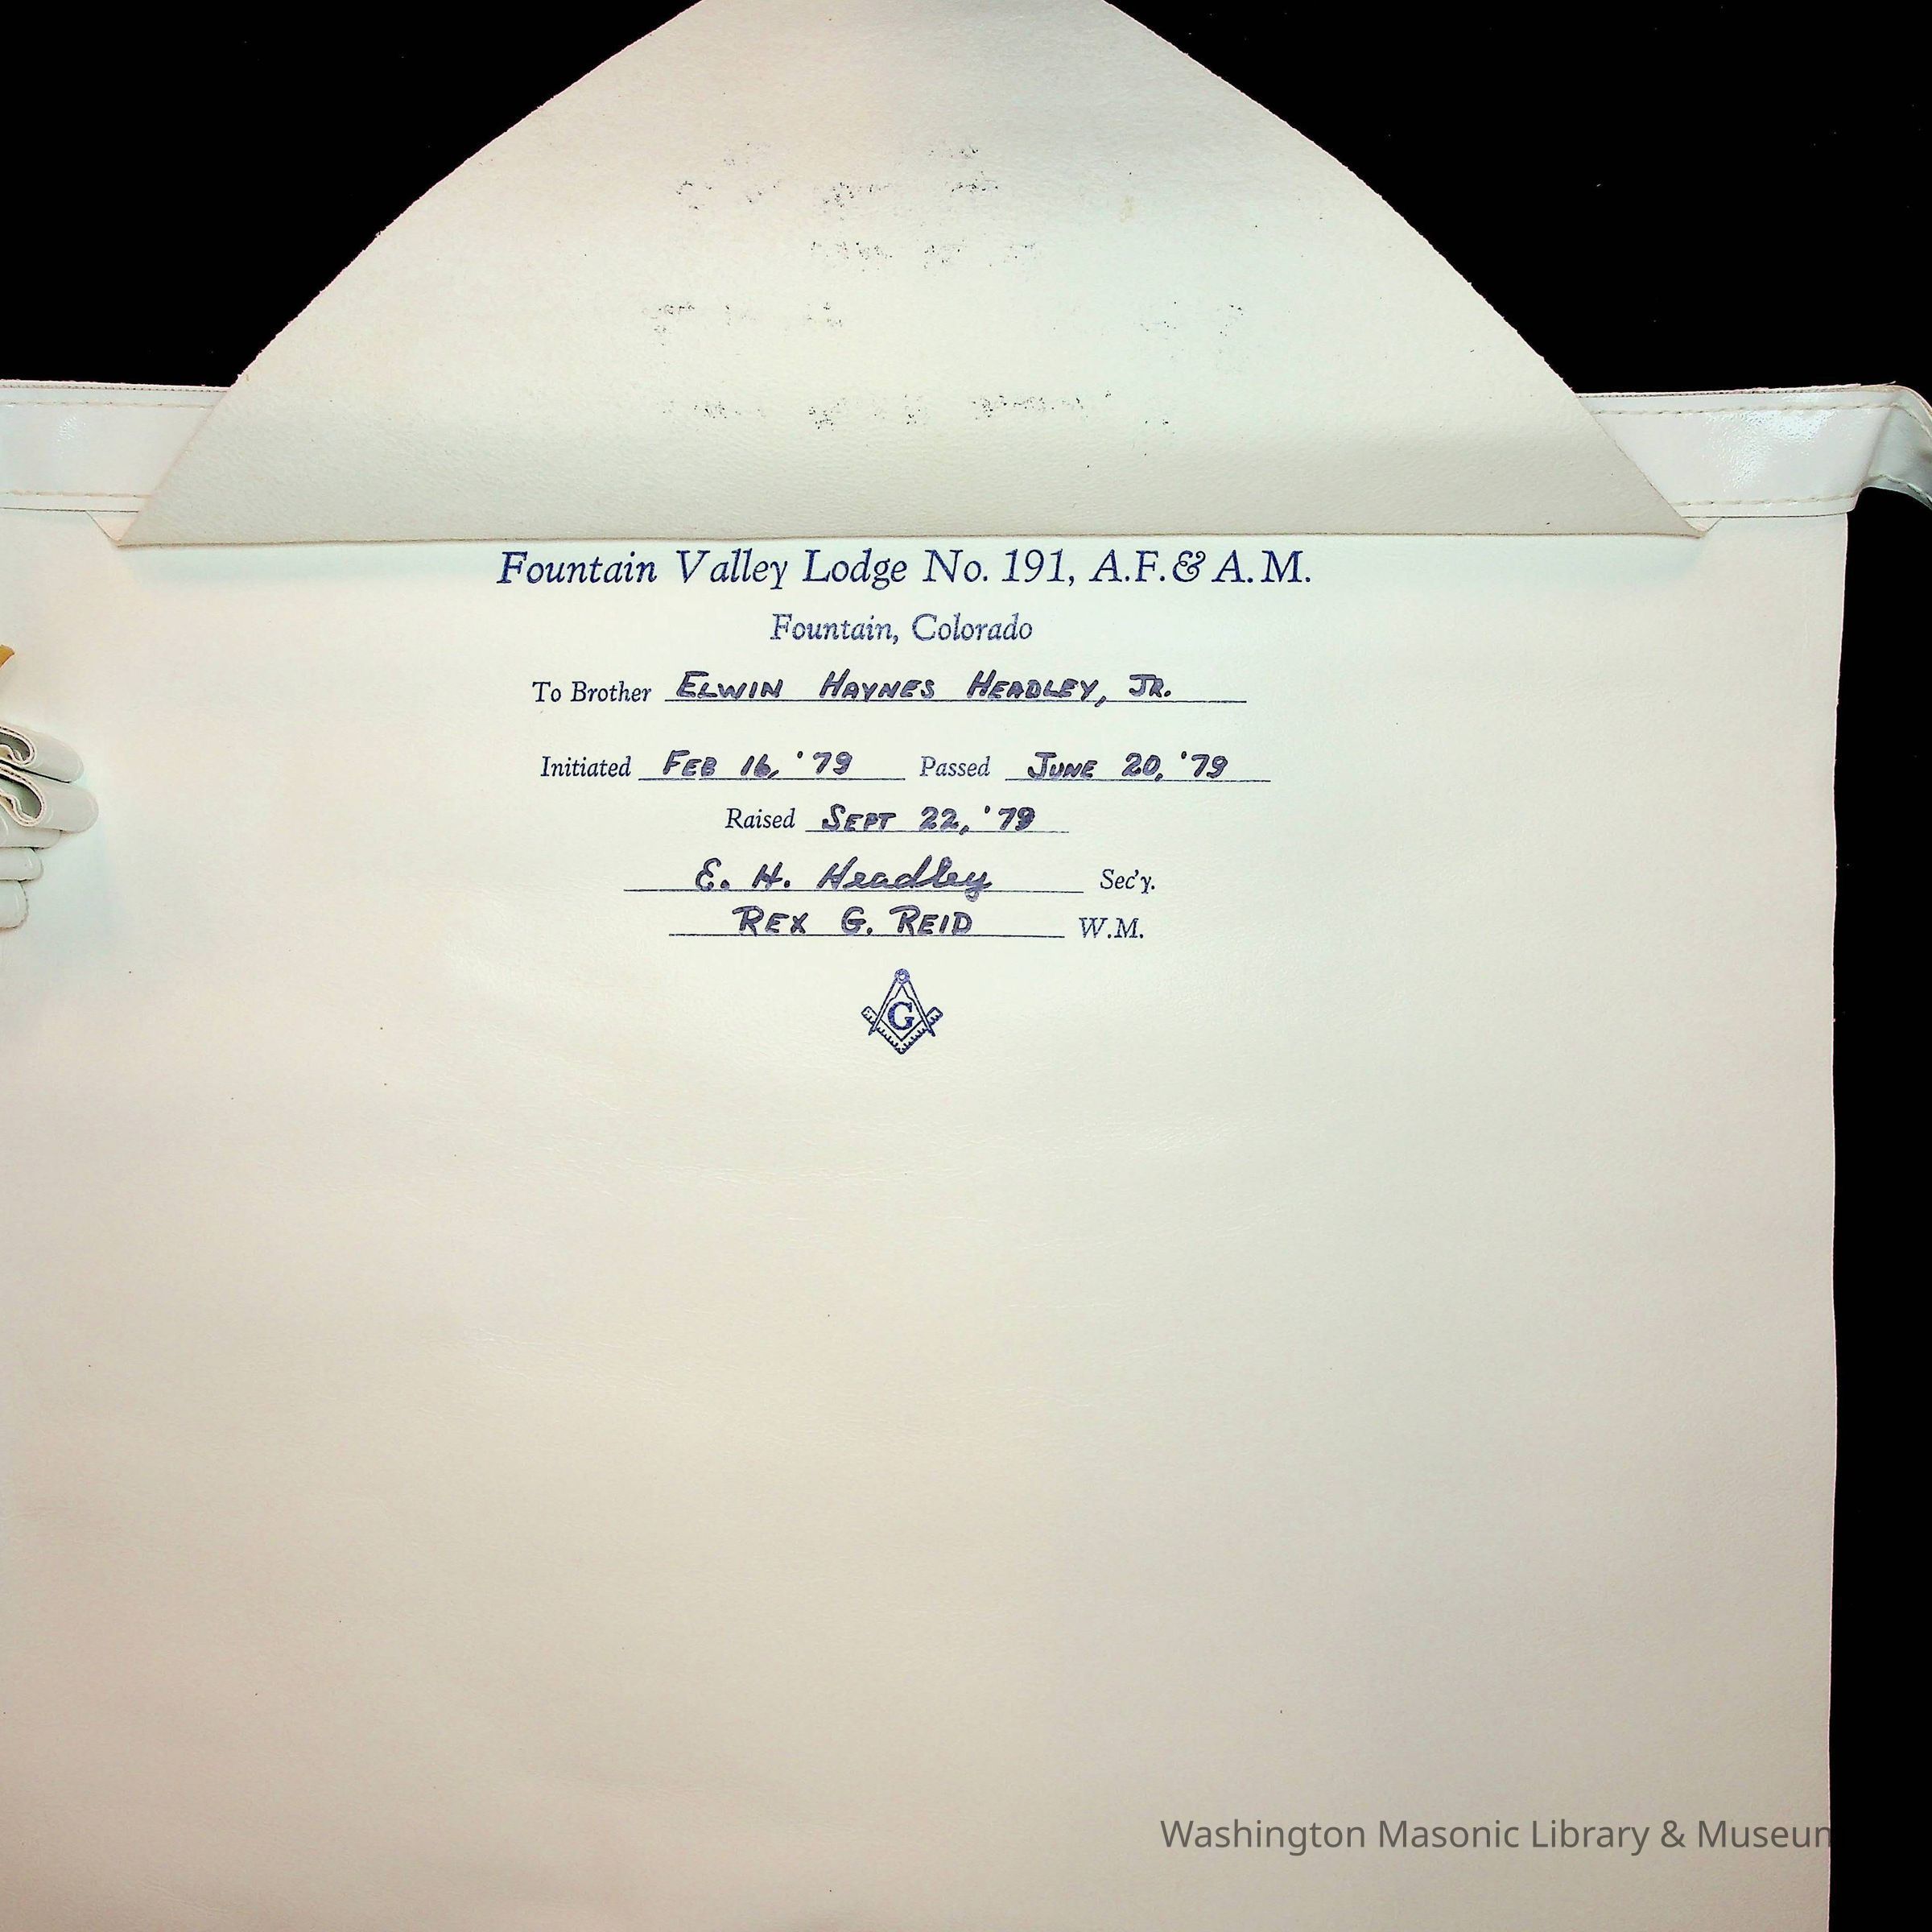 Fountain Valley Lodge No. 191, A.F. & A.M.
Fountain, Colorado
To Brother ELWIN HAYNES HEADLEY, JR.
Initiated FEB 16, '79 Passed JUNE 20, '79
Raised SEPT 22, '79
E. H. Headley Sec'y.
REX G. REID W.M.
G
Washington Masonic Library & Museum